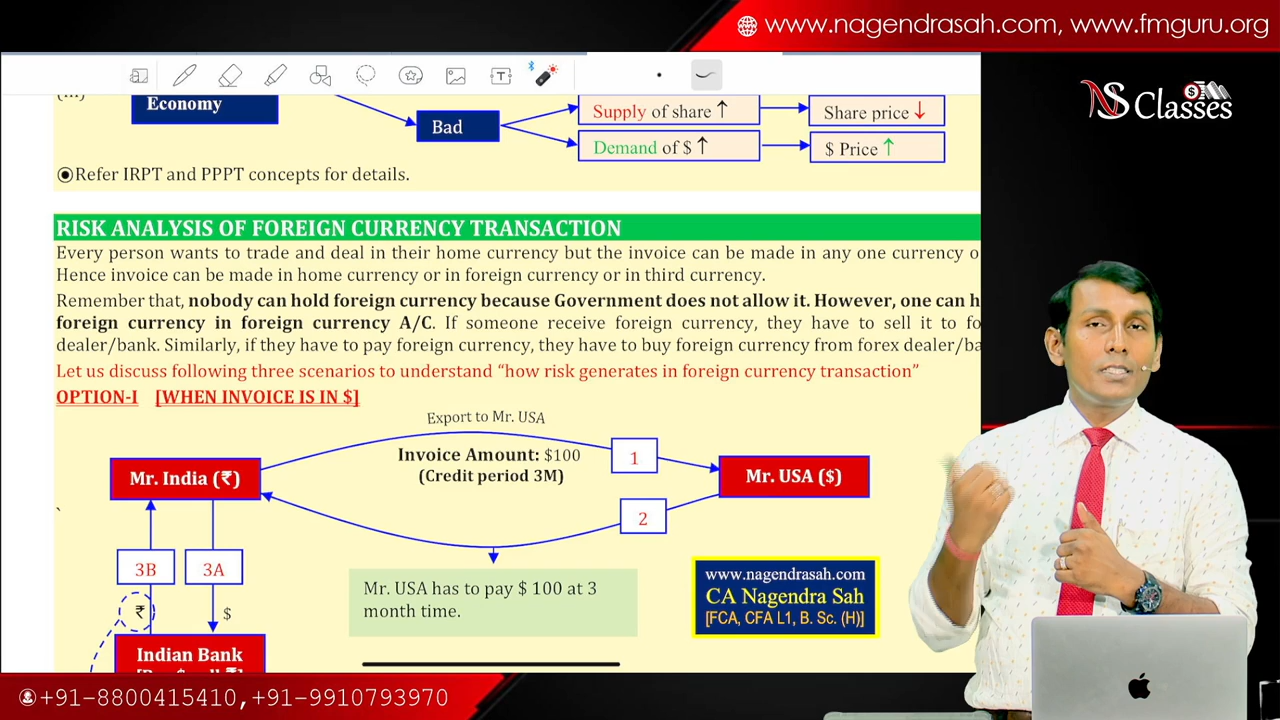 www.nagendrasah.com, www.fmguru.org
NS Classes
Economy
Bad
Supply of share ↑
Share price ↓
Demand of $ ↑
$ Price ↑
Refer IRPT and PPPT concepts for details.
RISK ANALYSIS OF FOREIGN CURRENCY TRANSACTION
Every person wants to trade and deal in their home currency but the invoice can be made in any one currency o
Hence invoice can be made in home currency or in foreign currency or in third currency.
Remember that, nobody can hold foreign currency because Government does not allow it. However, one can h
foreign currency in foreign currency A/C. If someone receive foreign currency, they have to sell it to fo
dealer/bank. Similarly, if they have to pay foreign currency, they have to buy foreign currency from forex dealer/ba
Let us discuss following three scenarios to understand “how risk generates in foreign currency transaction”
OPTION-I [WHEN INVOICE IS IN $]
Export to Mr. USA
Invoice Amount: $100
(Credit period 3M)
1
Mr. India (₹)
Mr. USA ($)
2
3B
3A
₹
$
Mr. USA has to pay $ 100 at 3
month time.
www.nagendrasah.com
CA Nagendra Sah
[FCA, CFA L1, B. Sc. (H)]
Indian Bank
+91-8800415410,+91-9910793970